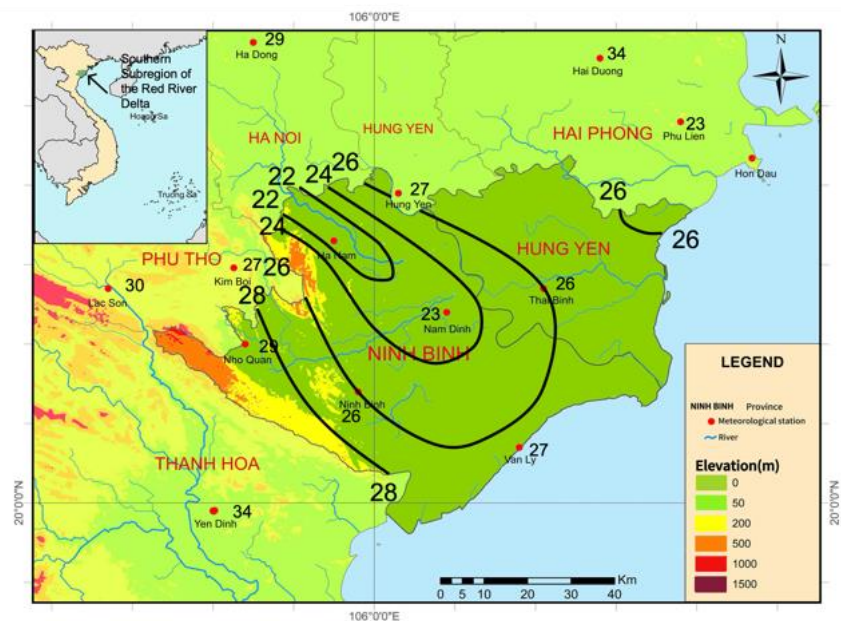 106°0'0"E
29
Ha Dong
34
Hai Duong
N
Southern
Subregion of
the Red River
Delta
Hoang Sa
Truong Sa
HA NOI
HUNG YEN
HAI PHONG
23
Phu Lien
Hon Dau
22
24
26
27
Hung Yen
22
24
26
28
26
26
PHU THO
27
Kim Boi
30
Lac Son
Ha Nam
HUNG YEN
26
Thai Binh
23
Nam Dinh
NINH BINH
29
Nho Quan
Ninh Binh
26
27
Van Ly
THANH HOA
28
34
Yen Dinh
20°0'0"N
20°0'0"N
LEGEND
NINH BINH Province
Meteorological station
River
Elevation(m)
0
50
200
500
1000
1500
Km
0 5 10 20 30 40
106°0'0"E